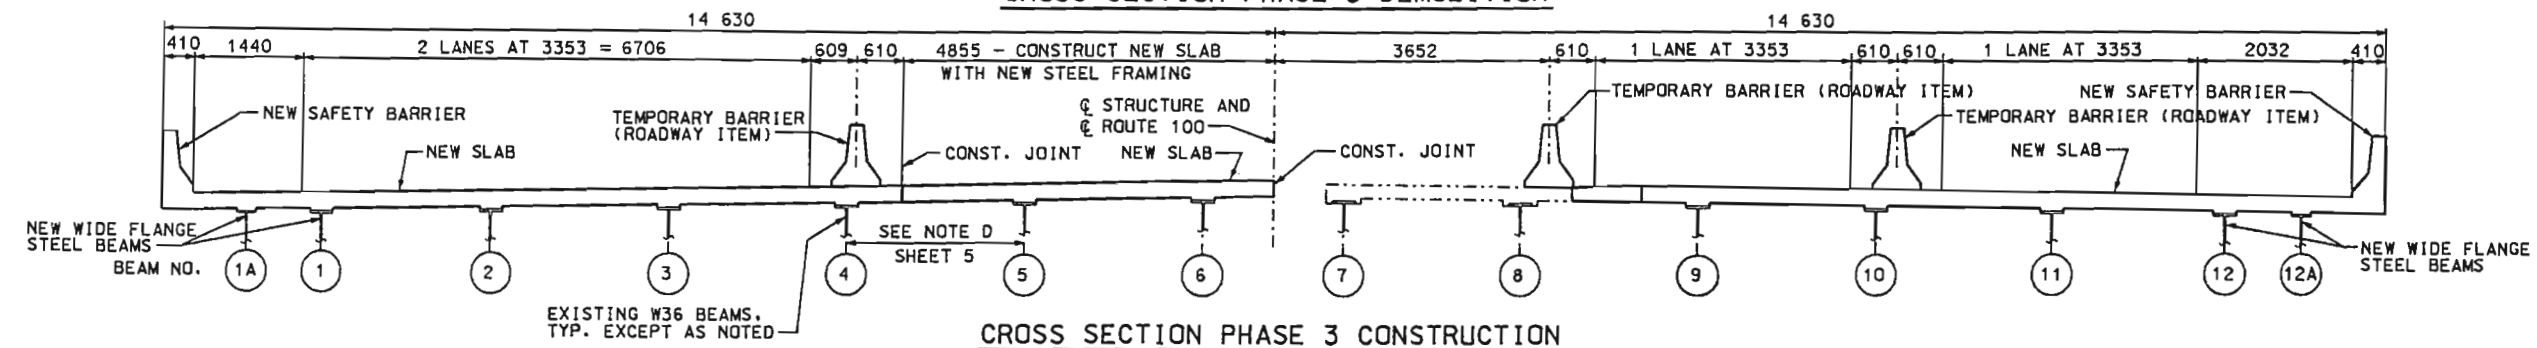 14 630
14 630
410
1440
2 LANES AT 3353 = 6706
609
610
4855 - CONSTRUCT NEW SLAB
WITH NEW STEEL FRAMING
3652
610
1 LANE AT 3353
610
610
1 LANE AT 3353
2032
410
NEW SAFETY BARRIER
TEMPORARY BARRIER
(ROADWAY ITEM)
℄ STRUCTURE AND
℄ ROUTE 100
TEMPORARY BARRIER (ROADWAY ITEM)
NEW SAFETY BARRIER
TEMPORARY BARRIER (ROADWAY ITEM)
NEW SLAB
CONST. JOINT
NEW SLAB
CONST. JOINT
NEW SLAB
NEW WIDE FLANGE
STEEL BEAMS
BEAM NO.
SEE NOTE D
SHEET 5
NEW WIDE FLANGE
STEEL BEAMS
1A
1
2
3
4
5
6
7
8
9
10
11
12
12A
EXISTING W36 BEAMS,
TYP. EXCEPT AS NOTED
CROSS SECTION PHASE 3 CONSTRUCTION